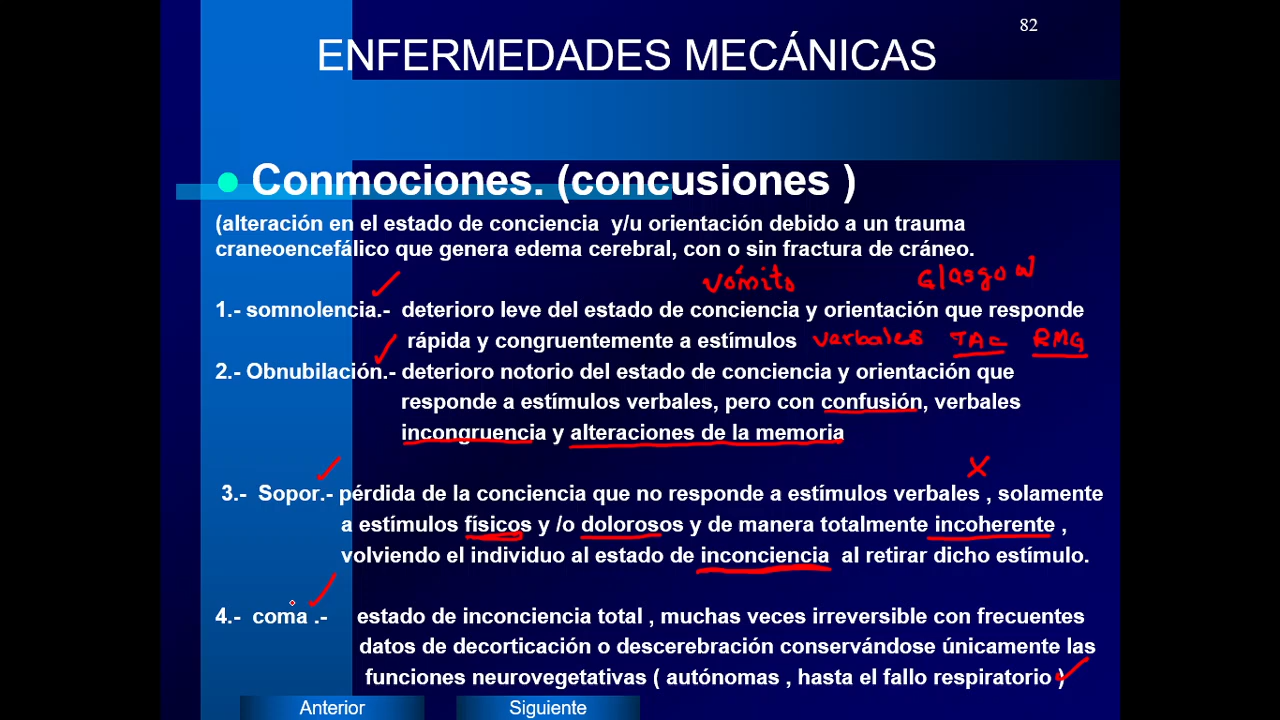 82
ENFERMEDADES MECÁNICAS
Conmociones. (concusiones )
(alteración en el estado de conciencia y/u orientación debido a un trauma
craneoencefálico que genera edema cerebral, con o sin fractura de cráneo.
vómito Glasgow
1.- somnolencia.- deterioro leve del estado de conciencia y orientación que responde
rápida y congruentemente a estímulos verbales TAC RMG
2.- Obnubilación.- deterioro notorio del estado de conciencia y orientación que
responde a estímulos verbales, pero con confusión, verbales
incongruencia y alteraciones de la memoria
3.- Sopor.- pérdida de la conciencia que no responde a estímulos verbales , solamente
a estímulos físicos y /o dolorosos y de manera totalmente incoherente ,
volviendo el individuo al estado de inconciencia al retirar dicho estímulo.
4.- coma .- estado de inconciencia total , muchas veces irreversible con frecuentes
datos de decorticación o descerebración conservándose únicamente las
funciones neurovegetativas ( autónomas , hasta el fallo respiratorio )
Anterior Siguiente